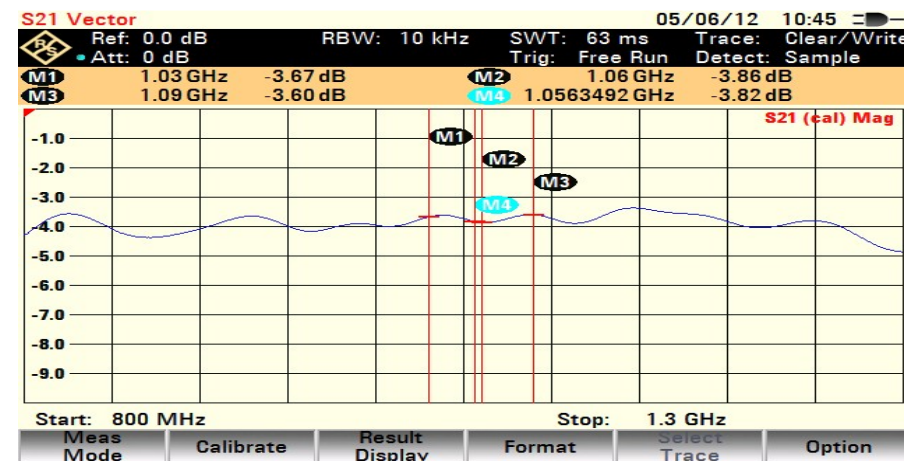 S21 Vector 05/06/12 10:45
Ref: 0.0 dB RBW: 10 kHz SWT: 63 ms Trace: Clear/Write
Att: 0 dB Trig: Free Run Detect: Sample
M1 1.03 GHz -3.67 dB M2 1.06 GHz -3.86 dB
M3 1.09 GHz -3.60 dB M4 1.0563492 GHz -3.82 dB
S21 (cal) Mag
-1.0 M1
-2.0 M2
M3
-3.0 M4
-4.0
-5.0
-6.0
-7.0
-8.0
-9.0
Start: 800 MHz Stop: 1.3 GHz
Meas Mode Calibrate Result Display Format Select Trace Option